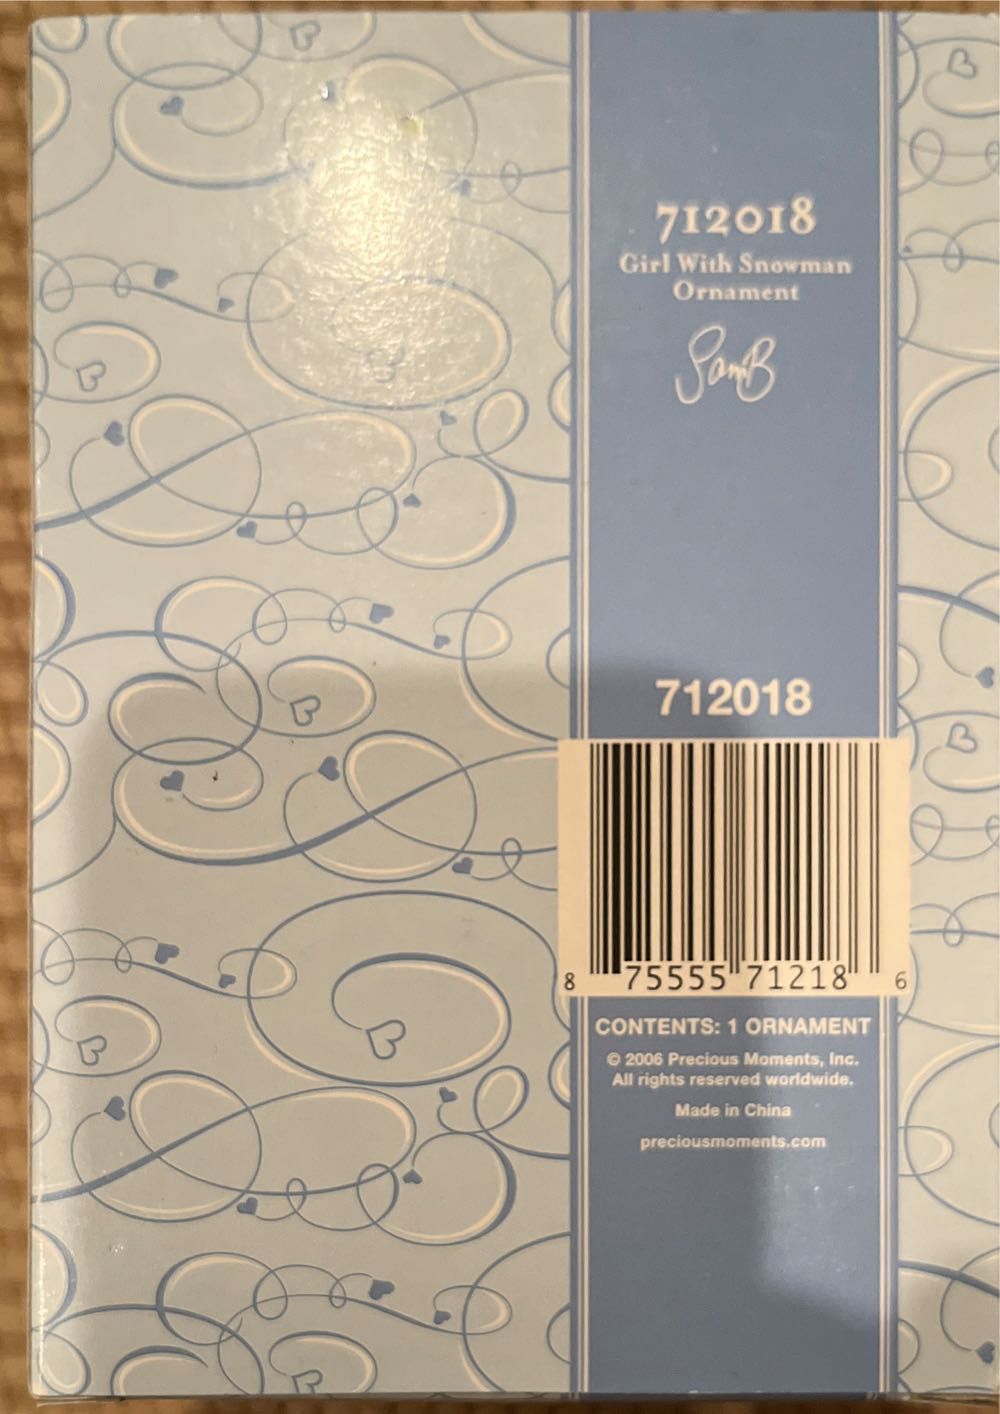 712018
Girl With Snowman
Ornament
SamB
712018
8 75555 71218 6
CONTENTS: 1 ORNAMENT
© 2006 Precious Moments, Inc.
All rights reserved worldwide.
Made in China
preciousmoments.com